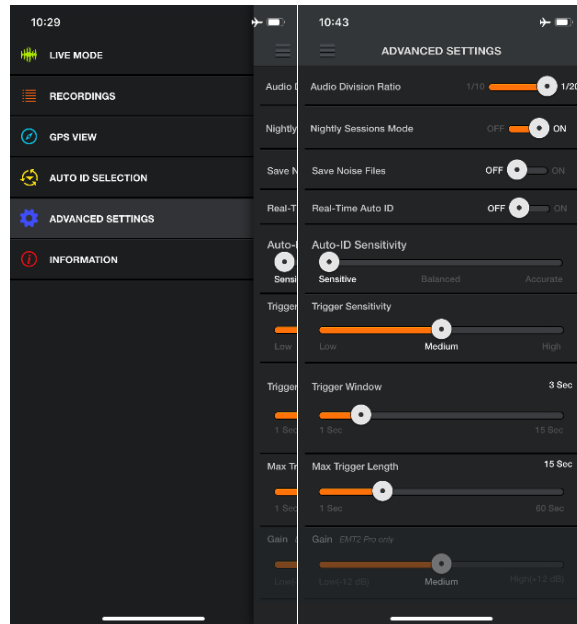 10:29
LIVE MODE
RECORDINGS
GPS VIEW
AUTO ID SELECTION
ADVANCED SETTINGS
INFORMATION
Audio
Nightly
Save N
Real-T
Auto-I
Sensi
Trigger
Low
Trigger
1 Sec
Max Tr
1 Sec
Gain
Low(
10:43
ADVANCED SETTINGS
Audio Division Ratio 1/10 1/20
Nightly Sessions Mode OFF ON
Save Noise Files OFF ON
Real-Time Auto ID OFF ON
Auto-ID Sensitivity
Sensitive Balanced Accurate
Trigger Sensitivity
Low Medium High
Trigger Window 3 Sec
1 Sec 15 Sec
Max Trigger Length 15 Sec
1 Sec 60 Sec
Gain EMT2 Pro only
Low(-12 dB) Medium High(+12 dB)